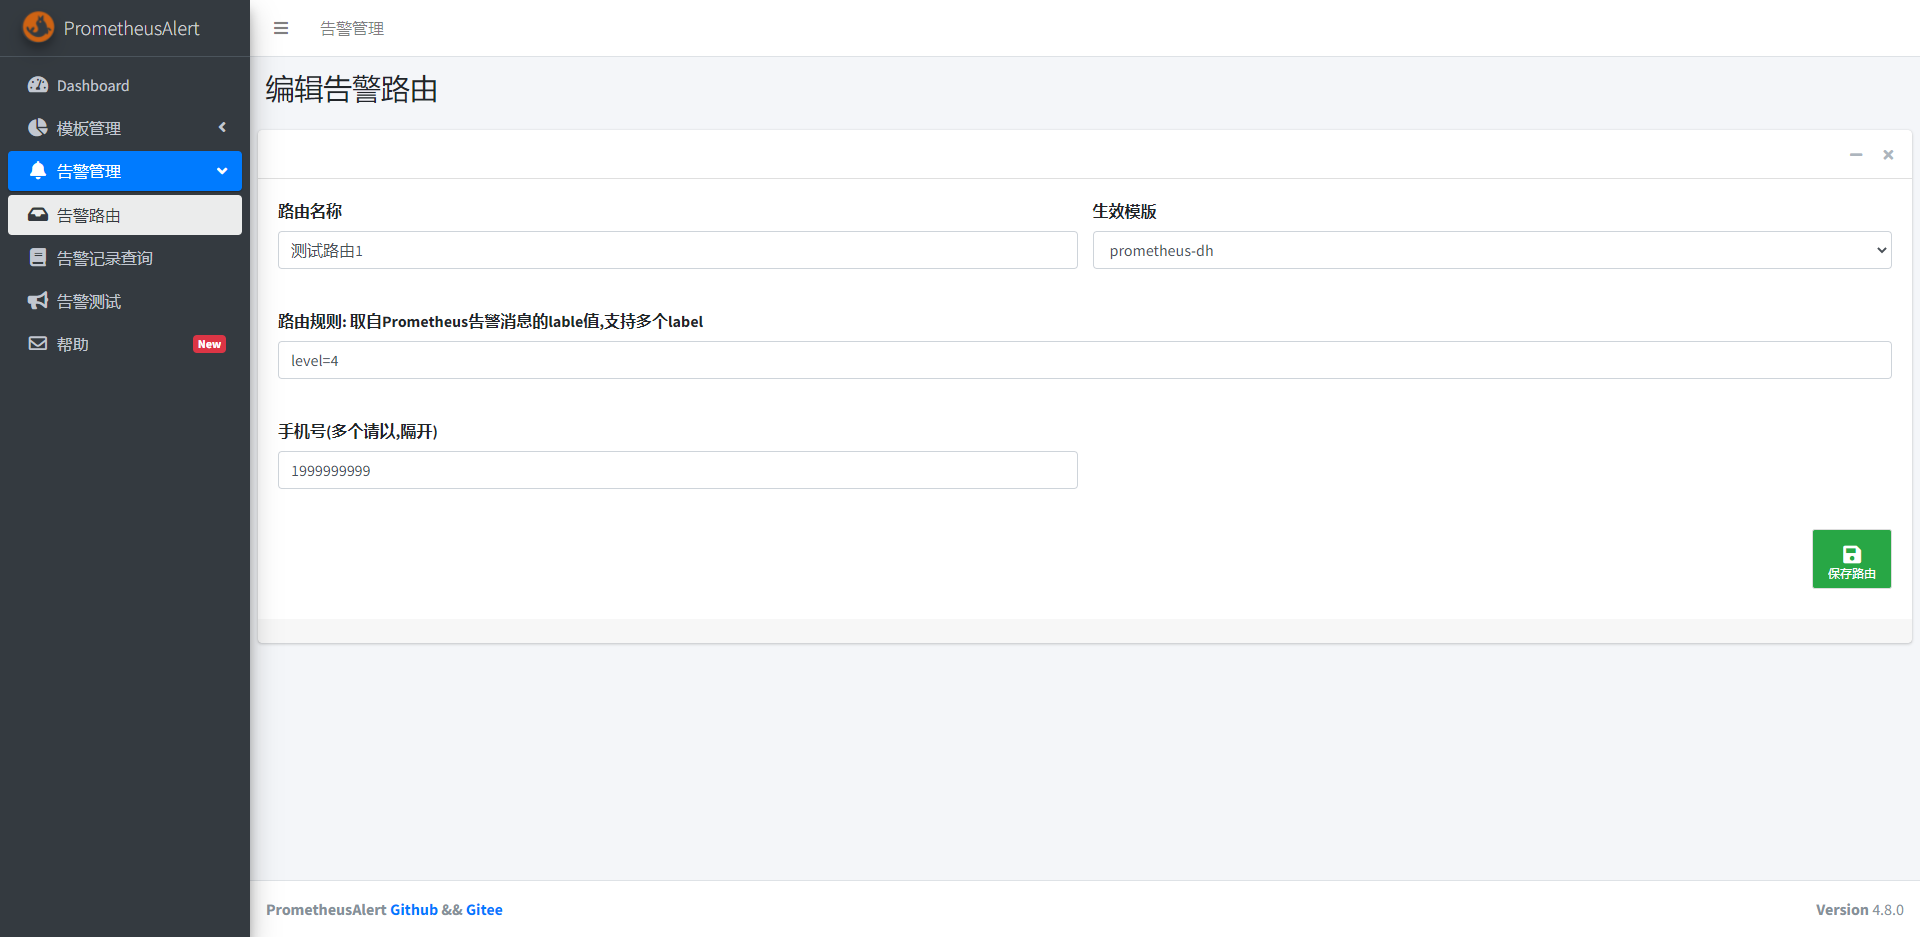 PrometheusAlert
告警管理
Dashboard
模板管理
告警管理
告警路由
告警记录查询
告警测试
帮助
New
编辑告警路由
路由名称
生效模版
测试路由1
prometheus-dh
路由规则: 取自Prometheus告警消息的lable值,支持多个label
level=4
手机号(多个请以,隔开)
1999999999
保存路由
PrometheusAlert Github && Gitee
Version 4.8.0